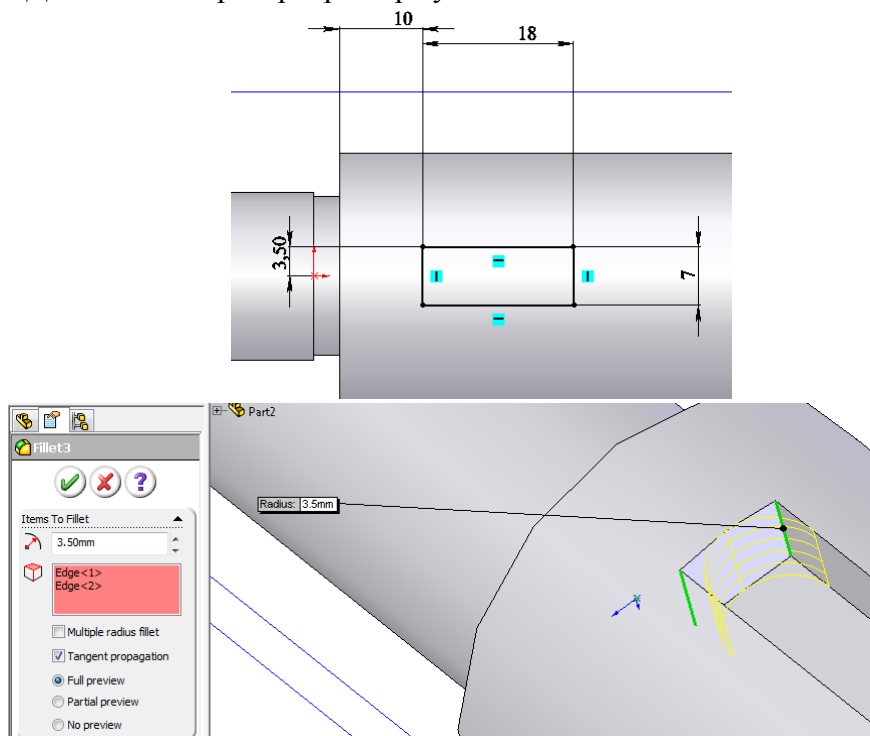 10
18
3,50
7
Part2
Fillet3
Radius: 3.5mm
Items To Fillet
3.50mm
Edge<1>
Edge<2>
Multiple radius fillet
Tangent propagation
Full preview
Partial preview
No preview